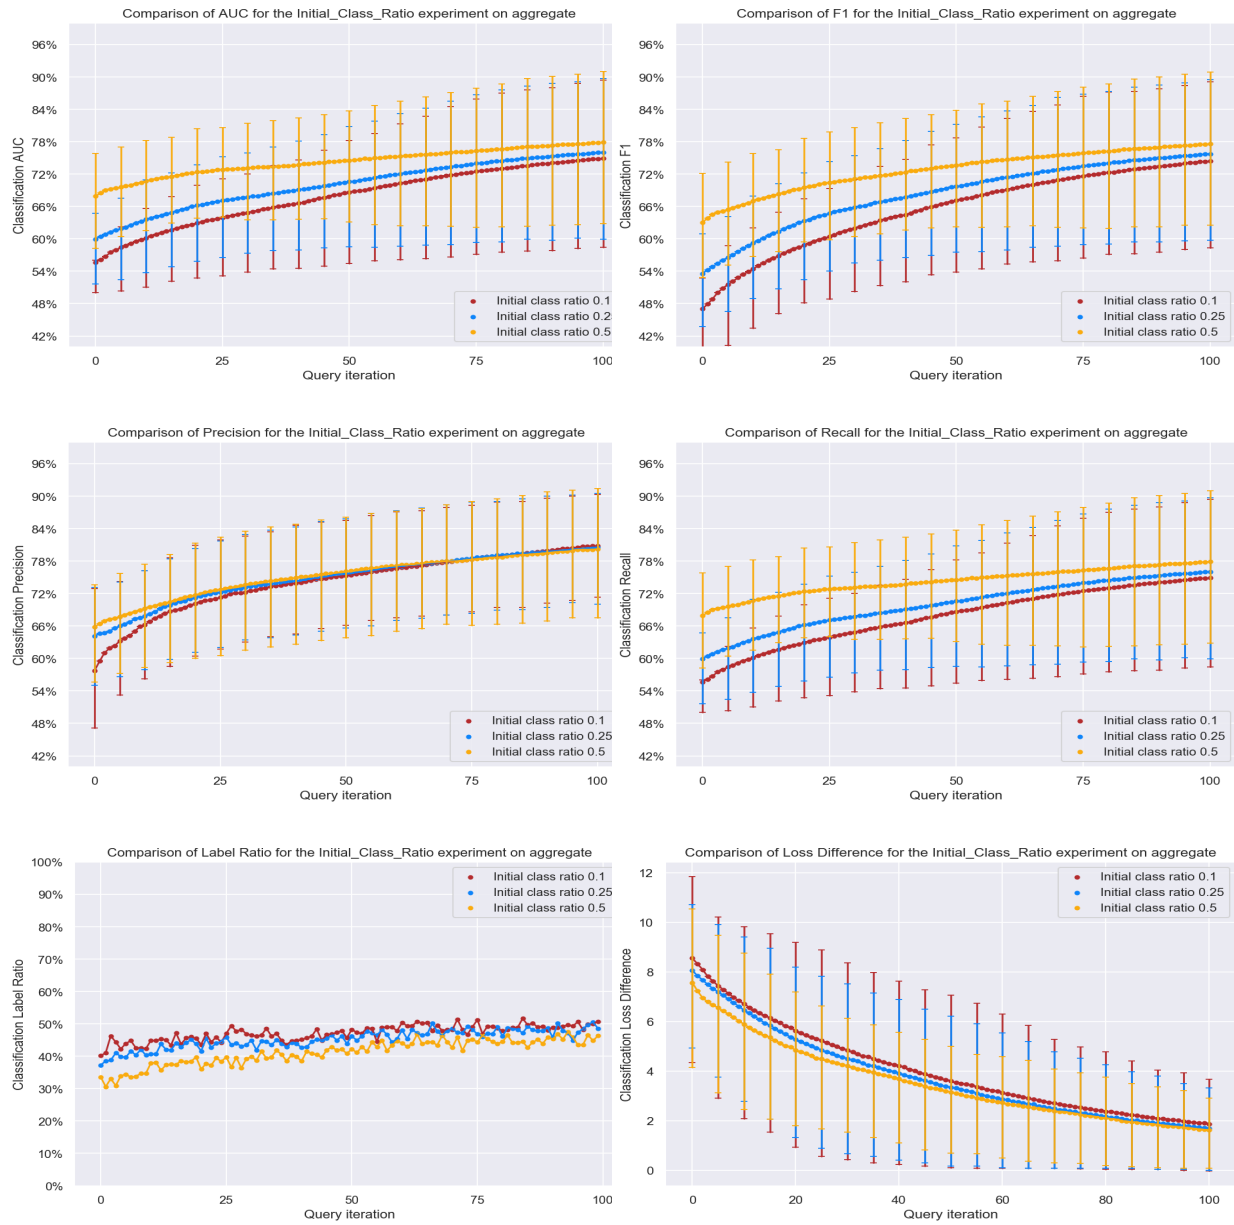 Comparison of AUC for the Initial_Class_Ratio experiment on aggregate
96%
90%
84%
78%
72%
66%
60%
54%
48%
42%
Classification AUC
Initial class ratio 0.1
Initial class ratio 0.25
Initial class ratio 0.5
0
25
50
75
100
Query iteration
Comparison of F1 for the Initial_Class_Ratio experiment on aggregate
96%
90%
84%
78%
72%
66%
60%
54%
48%
42%
Classification F1
Initial class ratio 0.1
Initial class ratio 0.25
Initial class ratio 0.5
0
25
50
75
100
Query iteration
Comparison of Precision for the Initial_Class_Ratio experiment on aggregate
96%
90%
84%
78%
72%
66%
60%
54%
48%
42%
Classification Precision
Initial class ratio 0.1
Initial class ratio 0.25
Initial class ratio 0.5
0
25
50
75
100
Query iteration
Comparison of Recall for the Initial_Class_Ratio experiment on aggregate
96%
90%
84%
78%
72%
66%
60%
54%
48%
42%
Classification Recall
Initial class ratio 0.1
Initial class ratio 0.25
Initial class ratio 0.5
0
25
50
75
100
Query iteration
Comparison of Label Ratio for the Initial_Class_Ratio experiment on aggregate
100%
90%
80%
70%
60%
50%
40%
30%
20%
10%
0%
Classification Label Ratio
Initial class ratio 0.1
Initial class ratio 0.25
Initial class ratio 0.5
0
25
50
75
100
Query iteration
Comparison of Loss Difference for the Initial_Class_Ratio experiment on aggregate
12
10
8
6
4
2
0
Classification Loss Difference
Initial class ratio 0.1
Initial class ratio 0.25
Initial class ratio 0.5
0
20
40
60
80
100
Query iteration